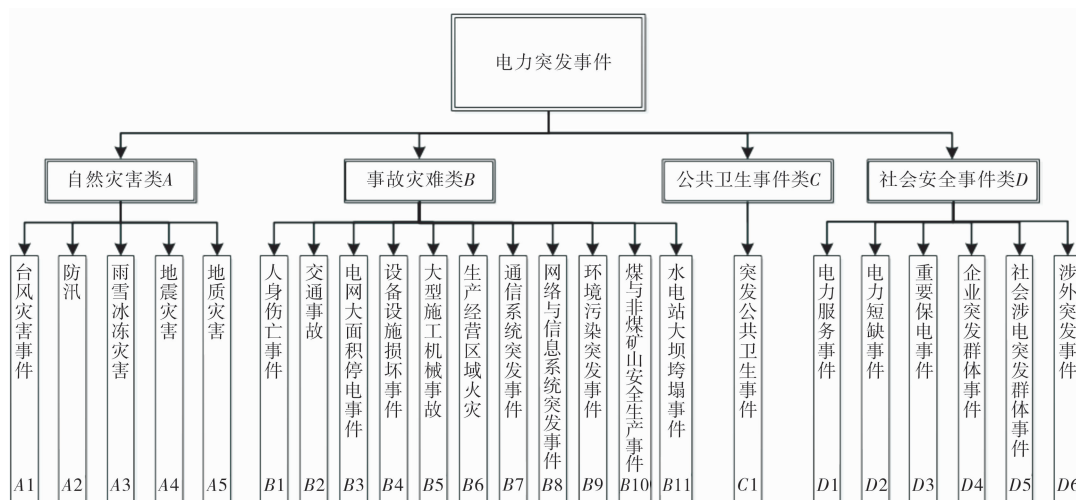 电力突发事件
自然灾害类A
事故灾难类B
公共卫生事件类C
社会安全事件类D
台风灾害事件
A1
防汛
A2
雨雪冰冻灾害
A3
地震灾害
A4
地质灾害
A5
人身伤亡事件
B1
交通事故
B2
电网大面积停电事件
B3
设备设施损坏事件
B4
大型施工机械事故
B5
生产经营区域火灾
B6
通信系统突发事件
B7
网络与信息系统突发事件
B8
环境污染突发事件
B9
煤与非煤矿山安全生产事件
B10
水电站大坝垮塌事件
B11
突发公共卫生事件
C1
电力服务事件
D1
电力短缺事件
D2
重要保电事件
D3
企业突发群体事件
D4
社会涉电突发群体事件
D5
涉外突发事件
D6